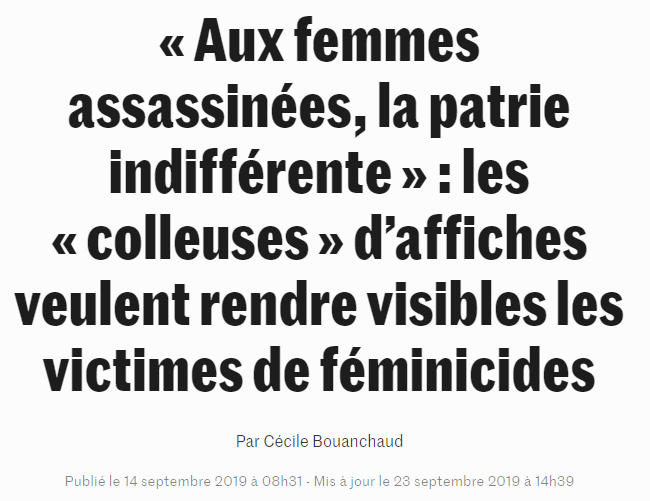 « Aux femmes
assassinées, la patrie
indifférente » : les
« colleuses » d’affiches
veulent rendre visibles les
victimes de féminicides
Par Cécile Bouanchaud
Publié le 14 septembre 2019 à 08h31 - Mis à jour le 23 septembre 2019 à 14h39